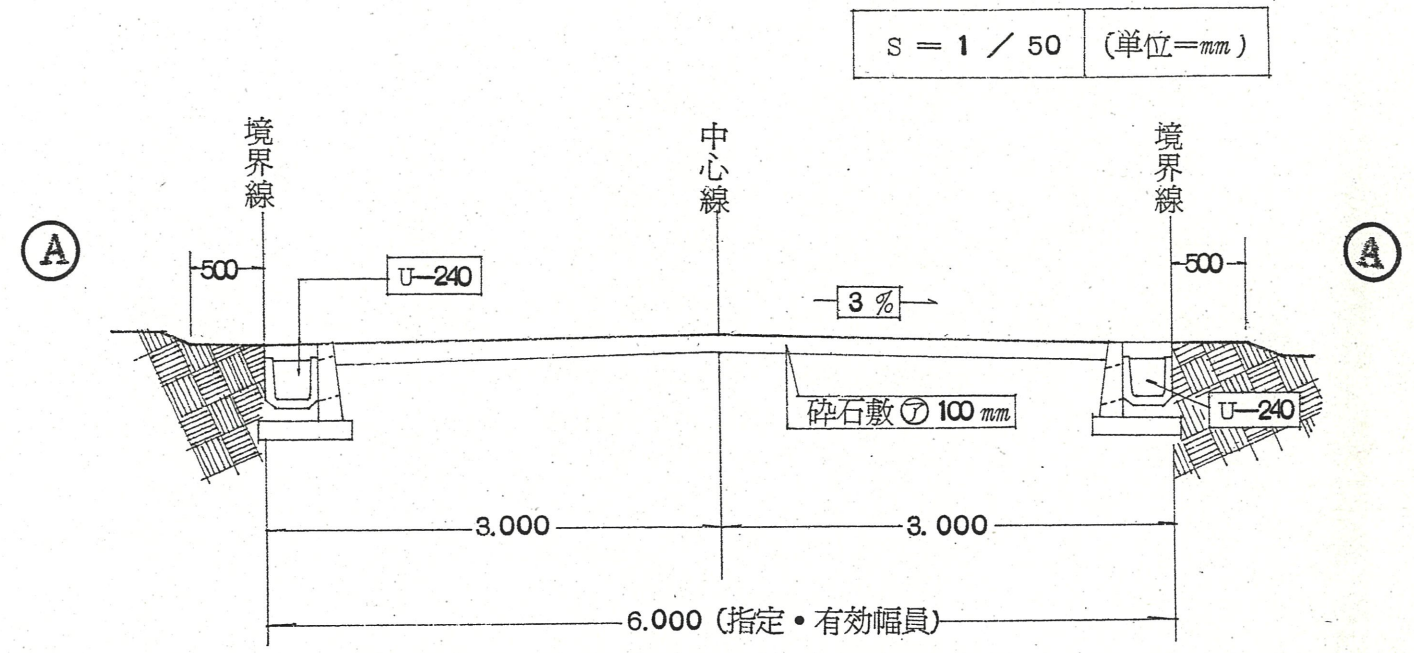 S = 1 / 50 (単位=mm)
境界線
中心線
境界線
A
A
500
U-240
3 %
500
砕石敷 ㋐ 100 mm
U-240
3.000
3.000
6.000 (指定・有効幅員)